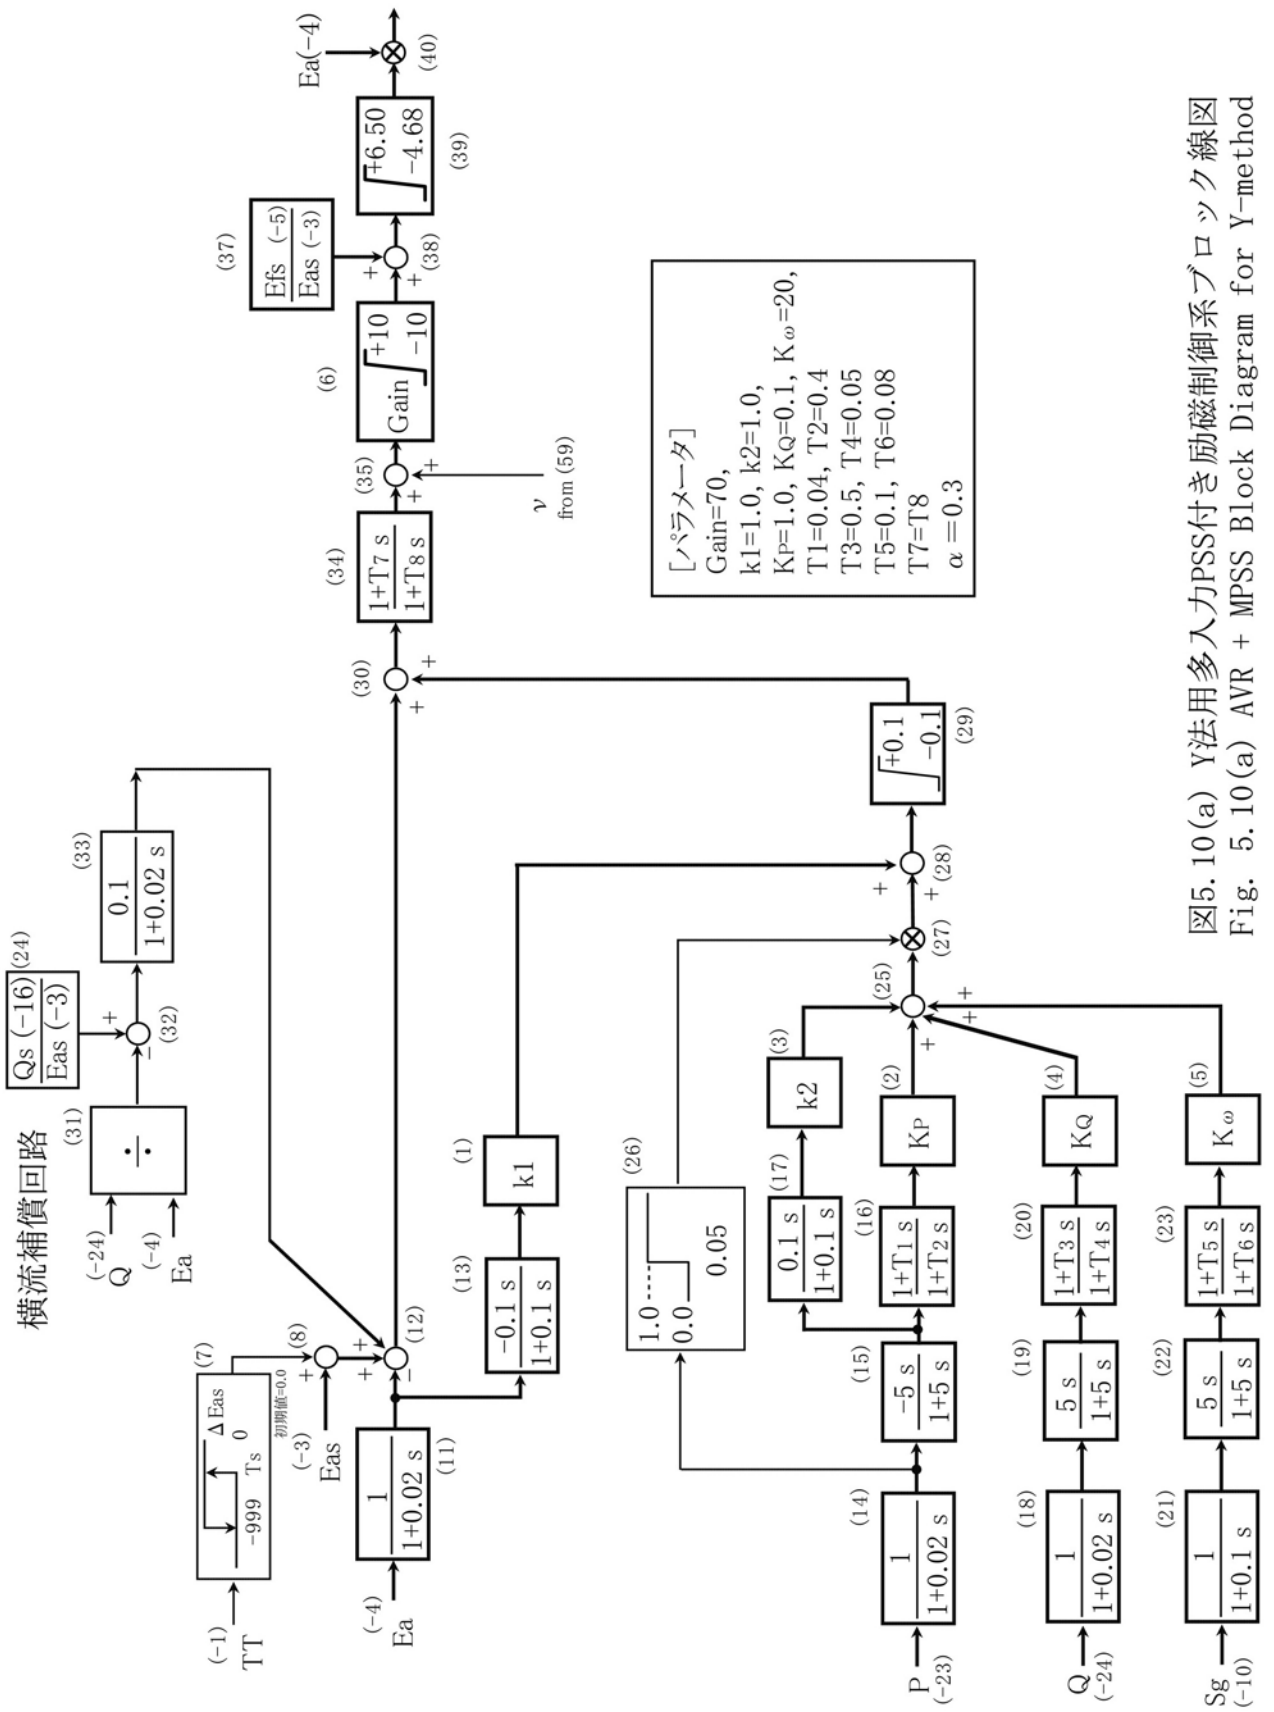 横流補償回路
(-1)
TT
(7)
ΔEas
0
-999 Ts
初期値=0.0
(-3)
Eas
(8)
+
+
(-4)
Ea
1
1+0.02 s
(11)
+
+
-
(12)
(-24)
Q
(-4)
Ea
(31)
÷
Qs (-16)
Eas (-3)
(24)
+
-
(32)
0.1
1+0.02 s
(33)
-0.1 s
1+0.1 s
(13)
k1
(1)
P
(-23)
1
1+0.02 s
(14)
-5 s
1+5 s
(15)
1.0
0.0
0.05
(26)
0.1 s
1+0.1 s
(17)
k2
(3)
1+T1 s
1+T2 s
(16)
KP
(2)
Q
(-24)
1
1+0.02 s
(18)
5 s
1+5 s
(19)
1+T3 s
1+T4 s
(20)
KQ
(4)
Sg
(-10)
1
1+0.1 s
(21)
5 s
1+5 s
(22)
1+T5 s
1+T6 s
(23)
Kω
(5)
(25)
+
+
+
(27)
+
+
(28)
+0.1
-0.1
(29)
(30)
+
+
1+T7 s
1+T8 s
(34)
(35)
+
+
ν
from (59)
Gain
+10
-10
(6)
Efs (-5)
Eas (-3)
(37)
+
+
(38)
+6.50
-4.68
(39)
Ea(-4)
(40)
[パラメータ]
Gain=70,
k1=1.0, k2=1.0,
KP=1.0, KQ=0.1, Kω=20,
T1=0.04, T2=0.4
T3=0.5, T4=0.05
T5=0.1, T6=0.08
T7=T8
α=0.3
図5.10(a) Y法用多入力PSS付き励磁制御系ブロック線図
Fig. 5.10(a) AVR + MPSS Block Diagram for Y-method